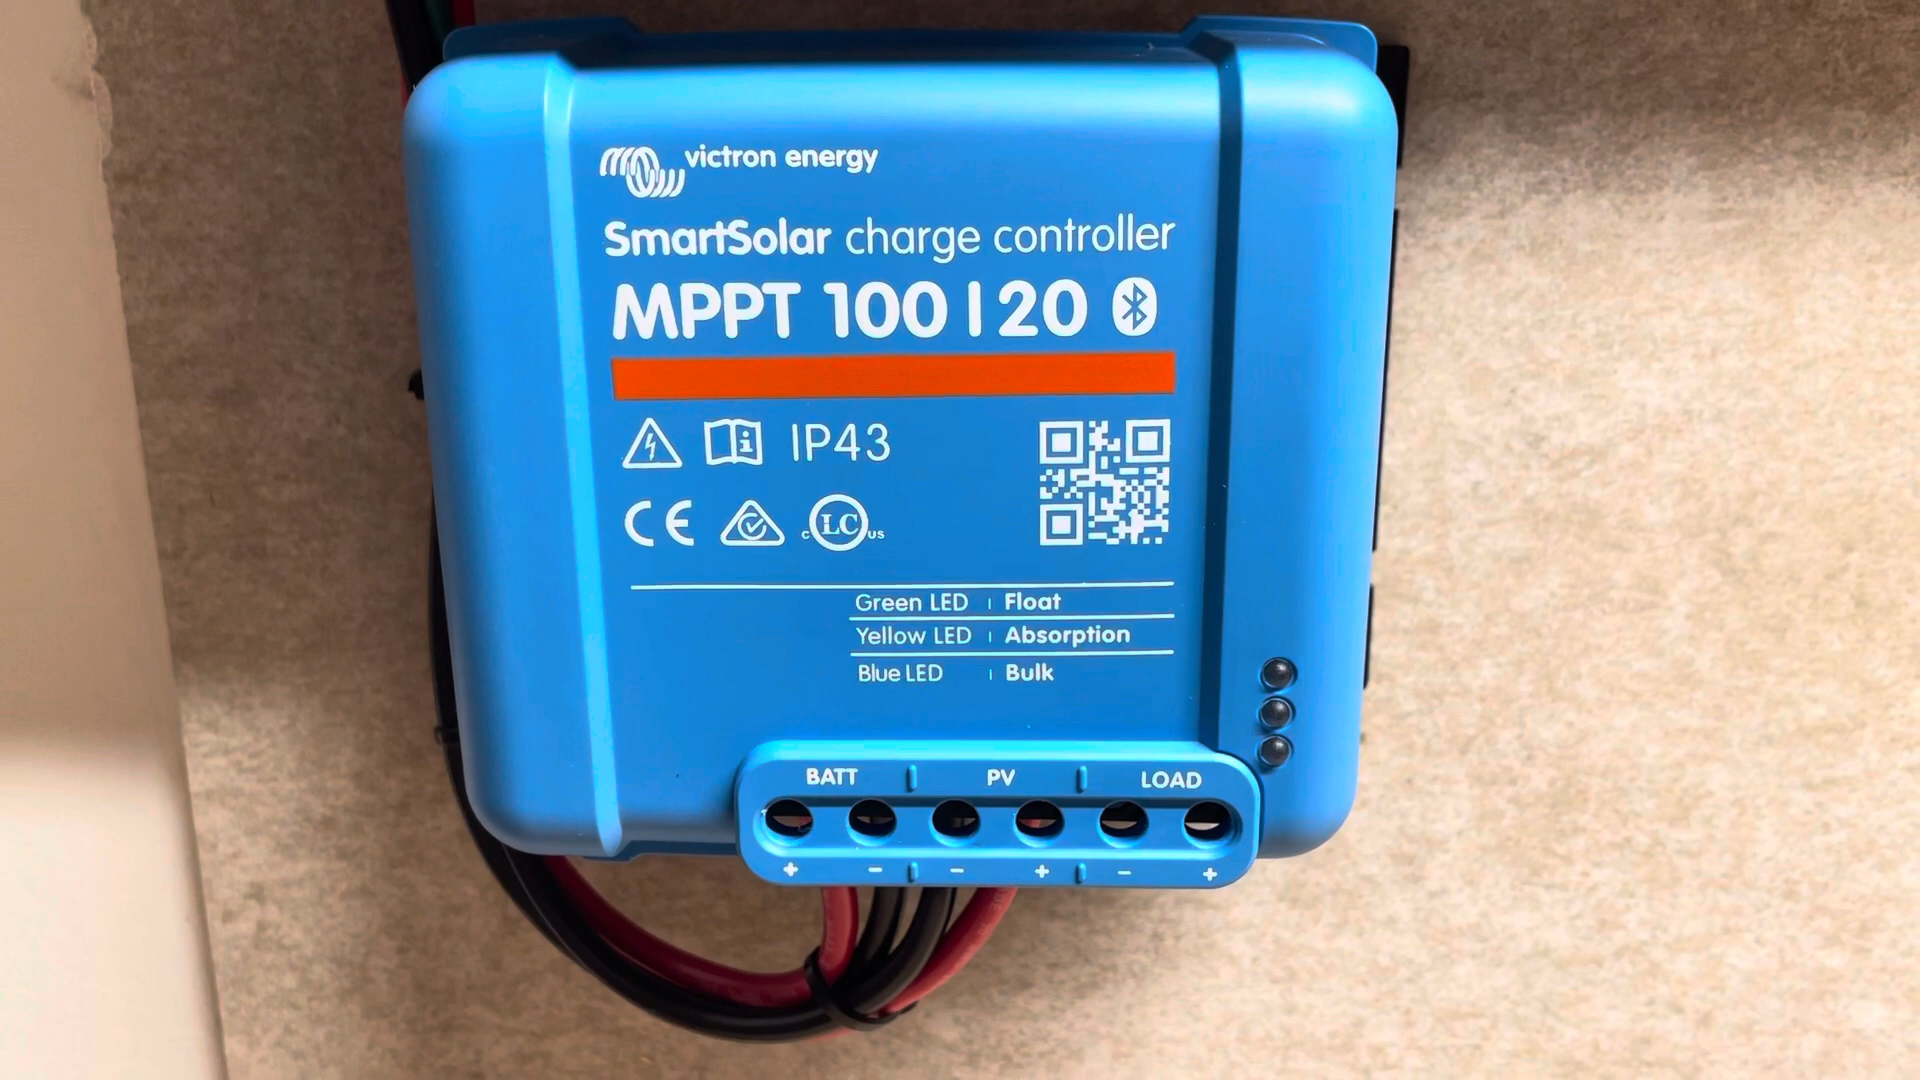 victron energy
SmartSolar charge controller
MPPT 100 | 20
IP43
CE
c LC us
Green LED | Float
Yellow LED | Absorption
Blue LED | Bulk
BATT | PV | LOAD
+ - | - + | - +